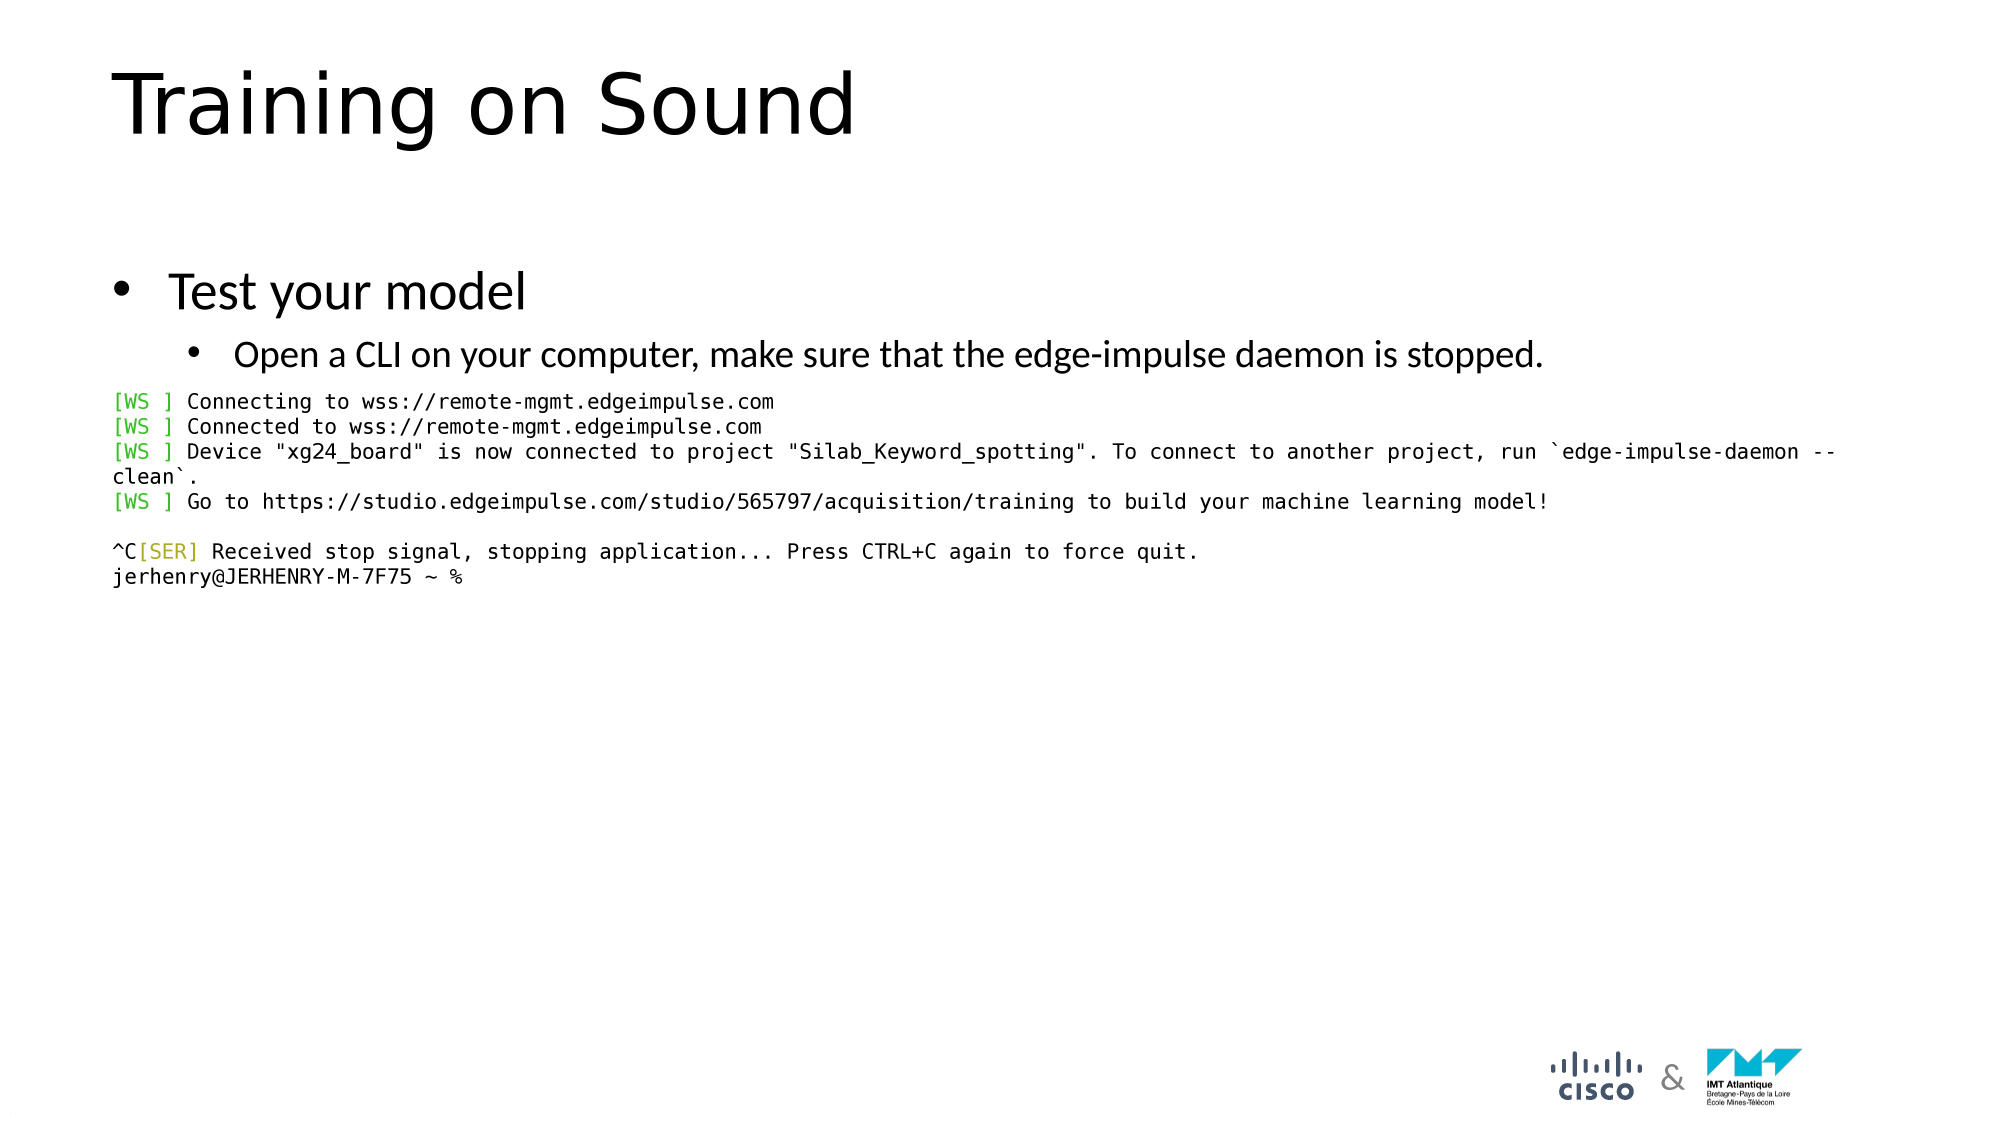 Training on Sound
• Test your model
• Open a CLI on your computer, make sure that the edge-impulse daemon is stopped.
[WS ] Connecting to wss://remote-mgmt.edgeimpulse.com
[WS ] Connected to wss://remote-mgmt.edgeimpulse.com
[WS ] Device "xg24_board" is now connected to project "Silab_Keyword_spotting". To connect to another project, run `edge-impulse-daemon --
clean`.
[WS ] Go to https://studio.edgeimpulse.com/studio/565797/acquisition/training to build your machine learning model!
^C[SER] Received stop signal, stopping application... Press CTRL+C again to force quit.
jerhenry@JERHENRY-M-7F75 ~ %
CISCO & IMT Atlantique
Bretagne-Pays de la Loire
École Mines-Télécom